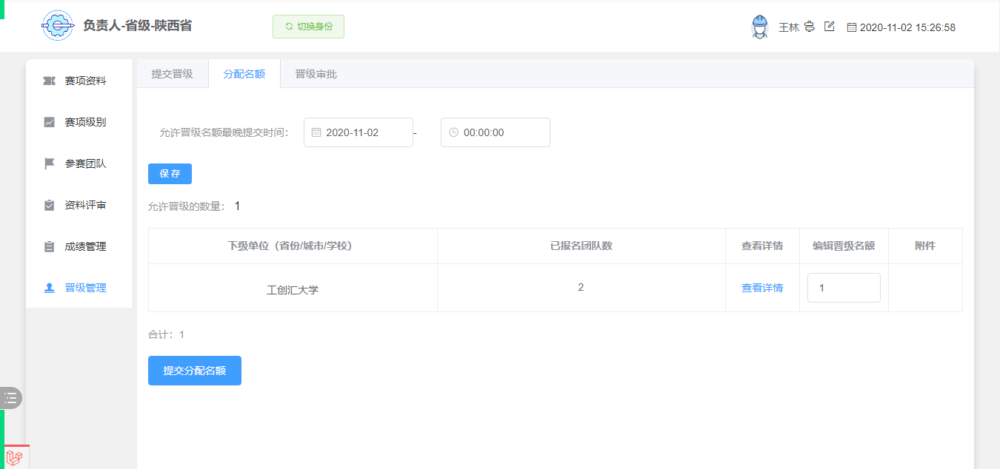 负责人-省级-陕西省
切换身份
王林
2020-11-02 15:26:58
赛项资料
赛项级别
参赛团队
资料评审
成绩管理
晋级管理
提交晋级 分配名额 晋级审批
允许晋级名额最晚提交时间: 2020-11-02 - 00:00:00
保存
允许晋级的数量: 1
下级单位（省份/城市/学校） 已报名团队数 查看详情 编辑晋级名额 附件
工创汇大学 2 查看详情 1
合计: 1
提交分配名额